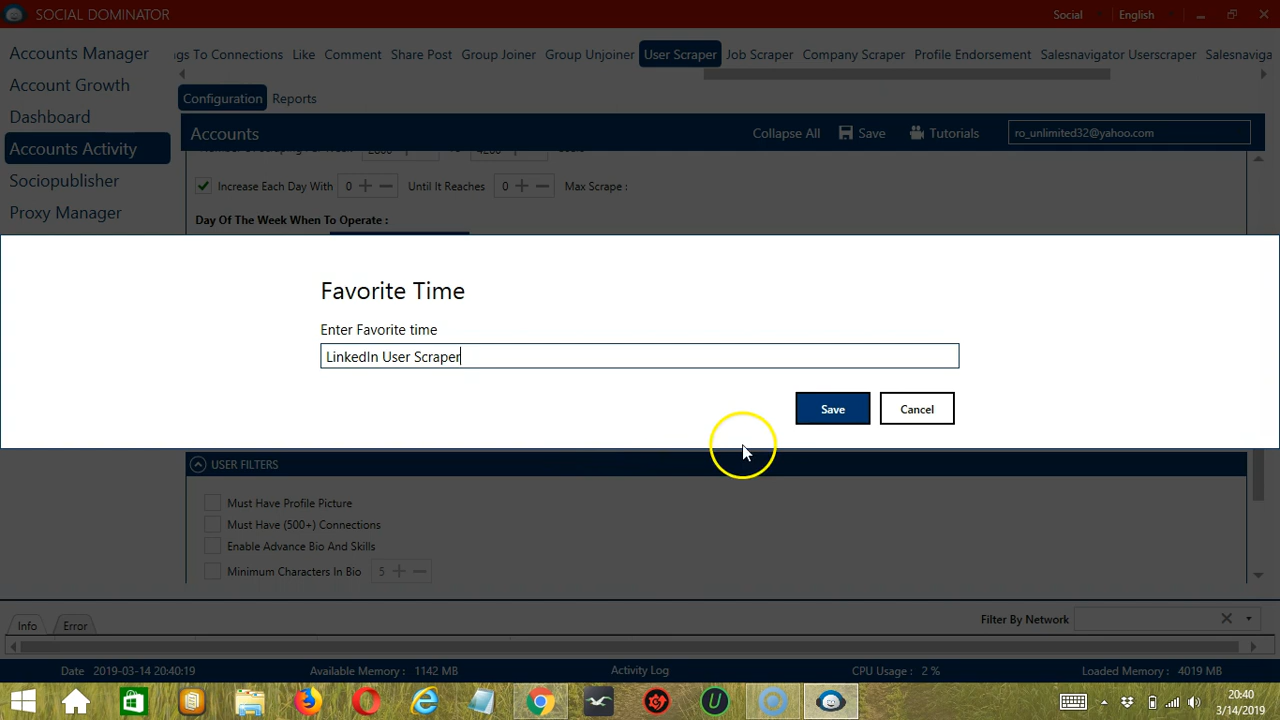 SOCIAL DOMINATOR
Social
English
Accounts Manager
Account Growth
Dashboard
Accounts Activity
Sociopublisher
Proxy Manager
gs To Connections Like Comment Share Post Group Joiner Group Unjoiner User Scraper Job Scraper Company Scraper Profile Endorsement Salesnavigator Userscraper Salesnaviga
Configuration Reports
Accounts
Collapse All Save Tutorials ro_unlimited32@yahoo.com
Increase Each Day With 0 Until It Reaches 0 Max Scrape :
Day Of The Week When To Operate :
Favorite Time
Enter Favorite time
LinkedIn User Scraper
Save Cancel
USER FILTERS
Must Have Profile Picture
Must Have (500+) Connections
Enable Advance Bio And Skills
Minimum Characters In Bio 5
Info Error
Filter By Network
Date 2019-03-14 20:40:19 Available Memory : 1142 MB Activity Log CPU Usage : 2 % Loaded Memory : 4019 MB
20:40
3/14/2019